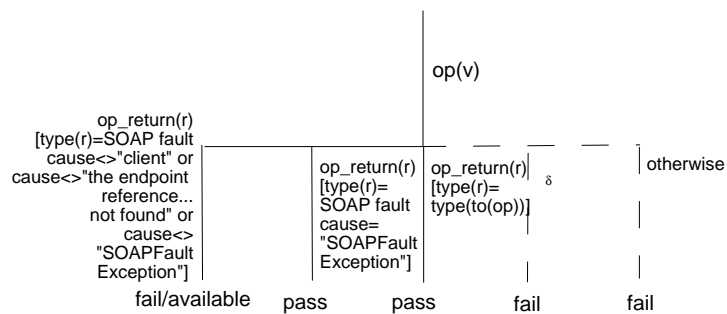 op(v)
op_return(r)
[type(r)=SOAP fault
cause<>"client" or
cause<>"the endpoint
reference...
not found" or
cause<>
"SOAPFault
Exception"]
op_return(r)
[type(r)=
SOAP fault
cause=
"SOAPFault
Exception"]
op_return(r)
[type(r)=
type(to(op))]
δ
otherwise
fail/available
pass
pass
fail
fail